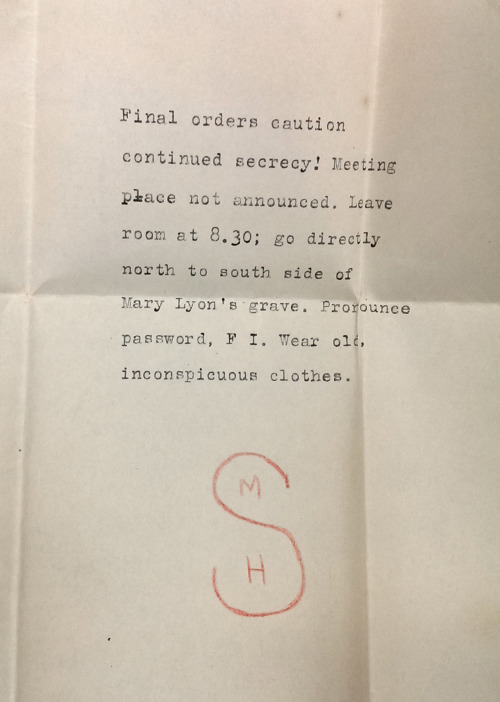 Final orders caution
continued secrecy! Meeting
place not announced. Leave
room at 8.30; go directly
north to south side of
Mary Lyon's grave. Pronounce
password, F I. Wear old,
inconspicuous clothes.
S
M
H